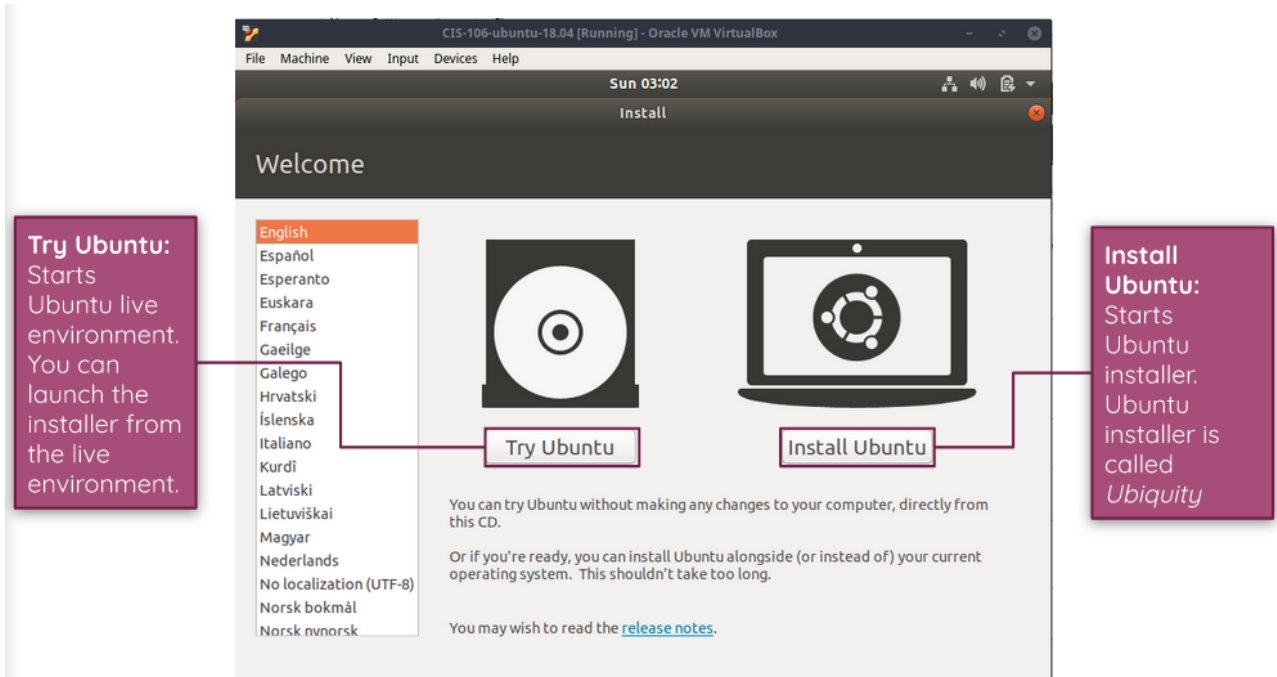 CIS-106-ubuntu-18.04 [Running] - Oracle VM VirtualBox
File Machine View Input Devices Help
Sun 03:02
Install
Welcome
Try Ubuntu:
Starts
Ubuntu live
environment.
You can
launch the
installer from
the live
environment.
English
Español
Esperanto
Euskara
Français
Gaeilge
Galego
Hrvatski
Íslenska
Italiano
Kurdî
Latviski
Lietuviškai
Magyar
Nederlands
No localization (UTF-8)
Norsk bokmål
Norsk nynorsk
Try Ubuntu
Install Ubuntu
You can try Ubuntu without making any changes to your computer, directly from
this CD.
Or if you're ready, you can install Ubuntu alongside (or instead of) your current
operating system. This shouldn't take too long.
You may wish to read the release notes.
Install
Ubuntu:
Starts
Ubuntu
installer.
Ubuntu
installer is
called
Ubiquity